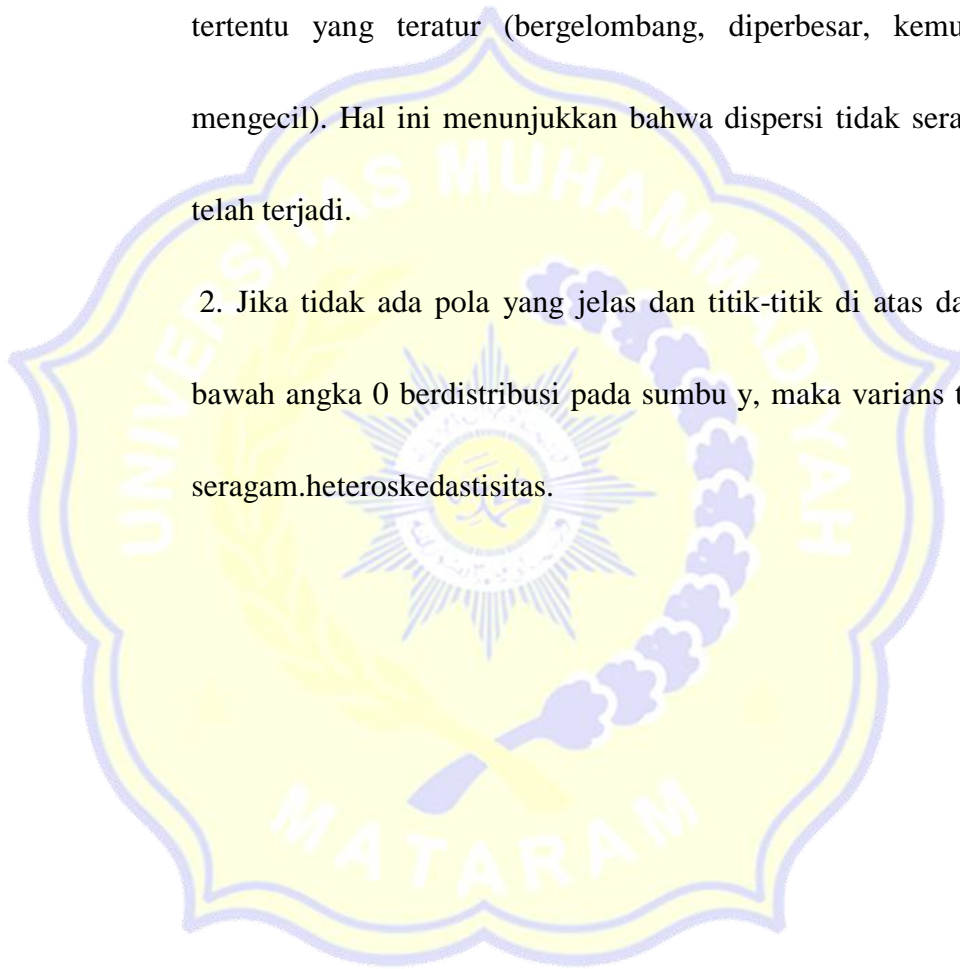 tertentu yang teratur (bergelombang, diperbesar, kemu
mengecil). Hal ini menunjukkan bahwa dispersi tidak sera
telah terjadi.
2. Jika tidak ada pola yang jelas dan titik-titik di atas da
bawah angka 0 berdistribusi pada sumbu y, maka varians t
seragam.heteroskedastisitas.
UNIVERSITAS MUHAMMADIYAH
MATARAM